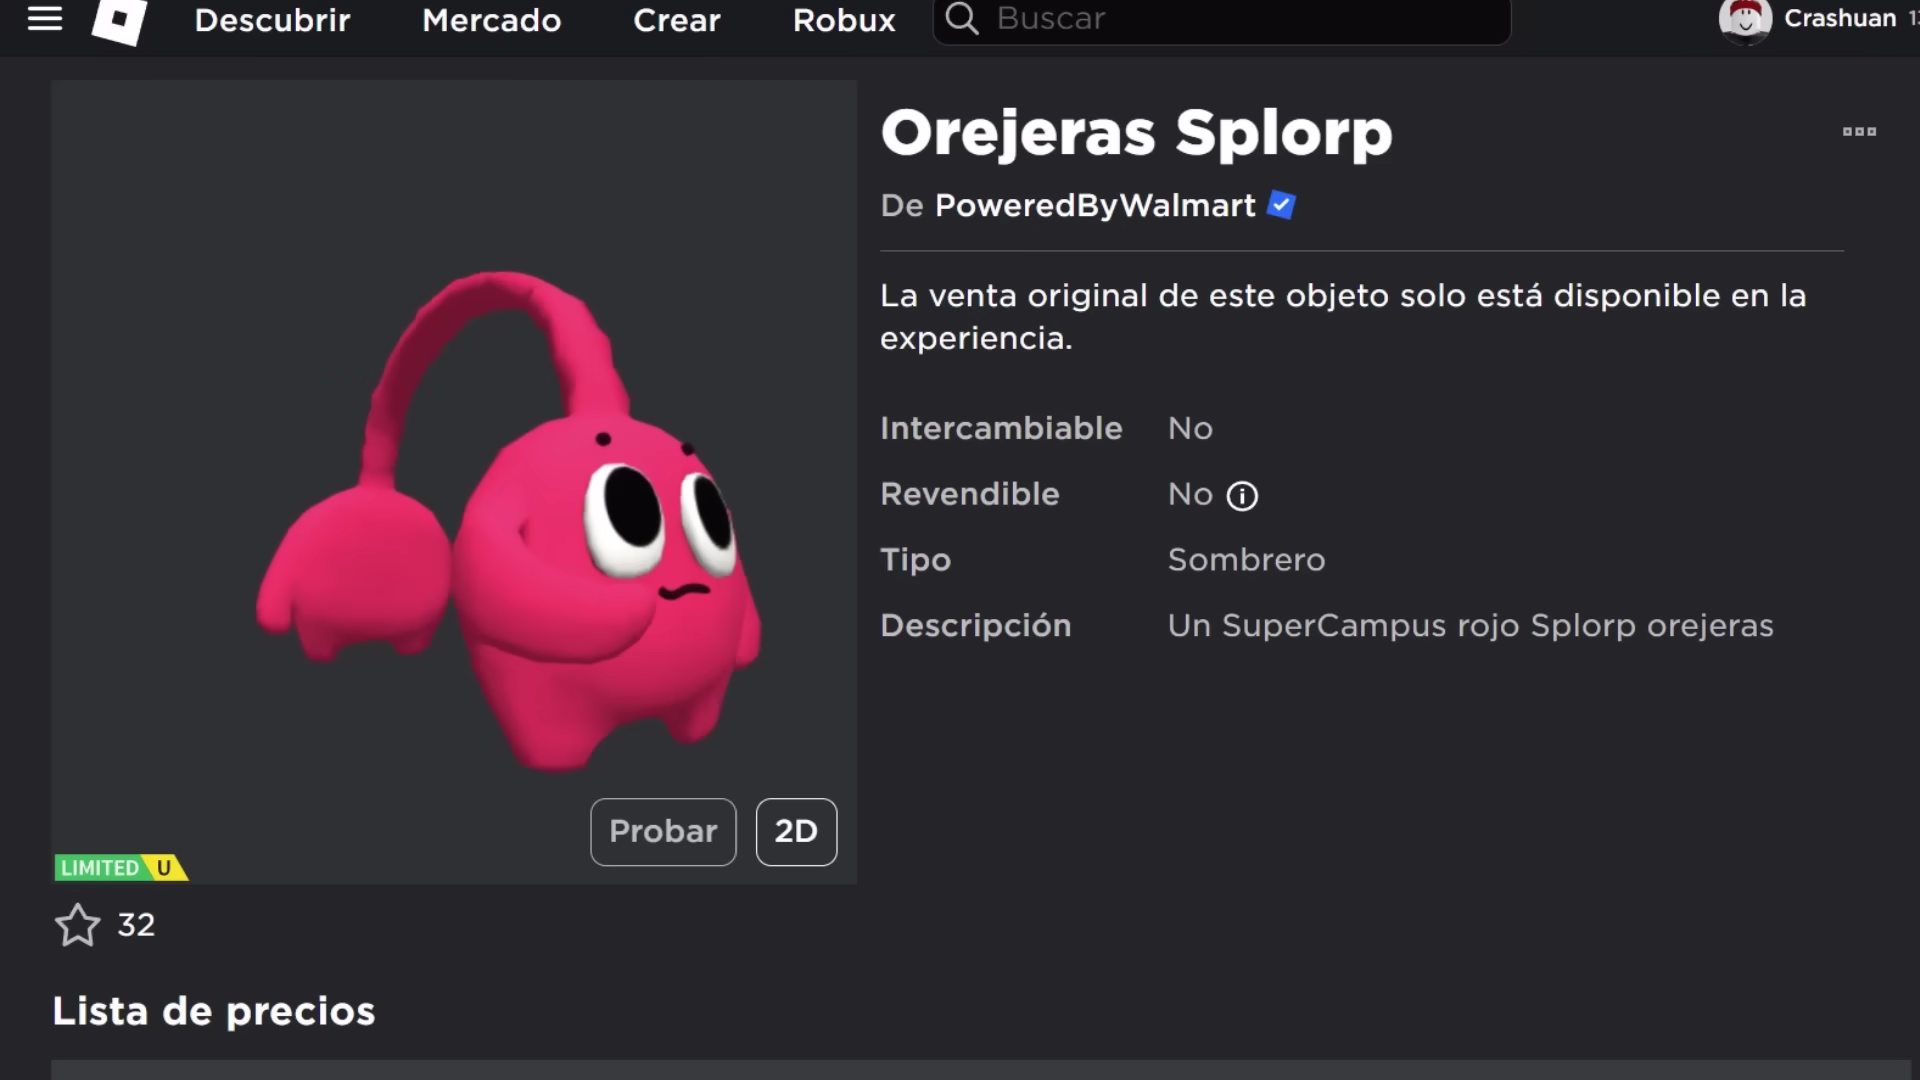 Descubrir Mercado Crear Robux Buscar Crashuan
Orejeras Splorp
De PoweredByWalmart
La venta original de este objeto solo está disponible en la
experiencia.
Intercambiable No
Revendible No
Tipo Sombrero
Descripción Un SuperCampus rojo Splorp orejeras
Probar 2D
LIMITED U
32
Lista de precios